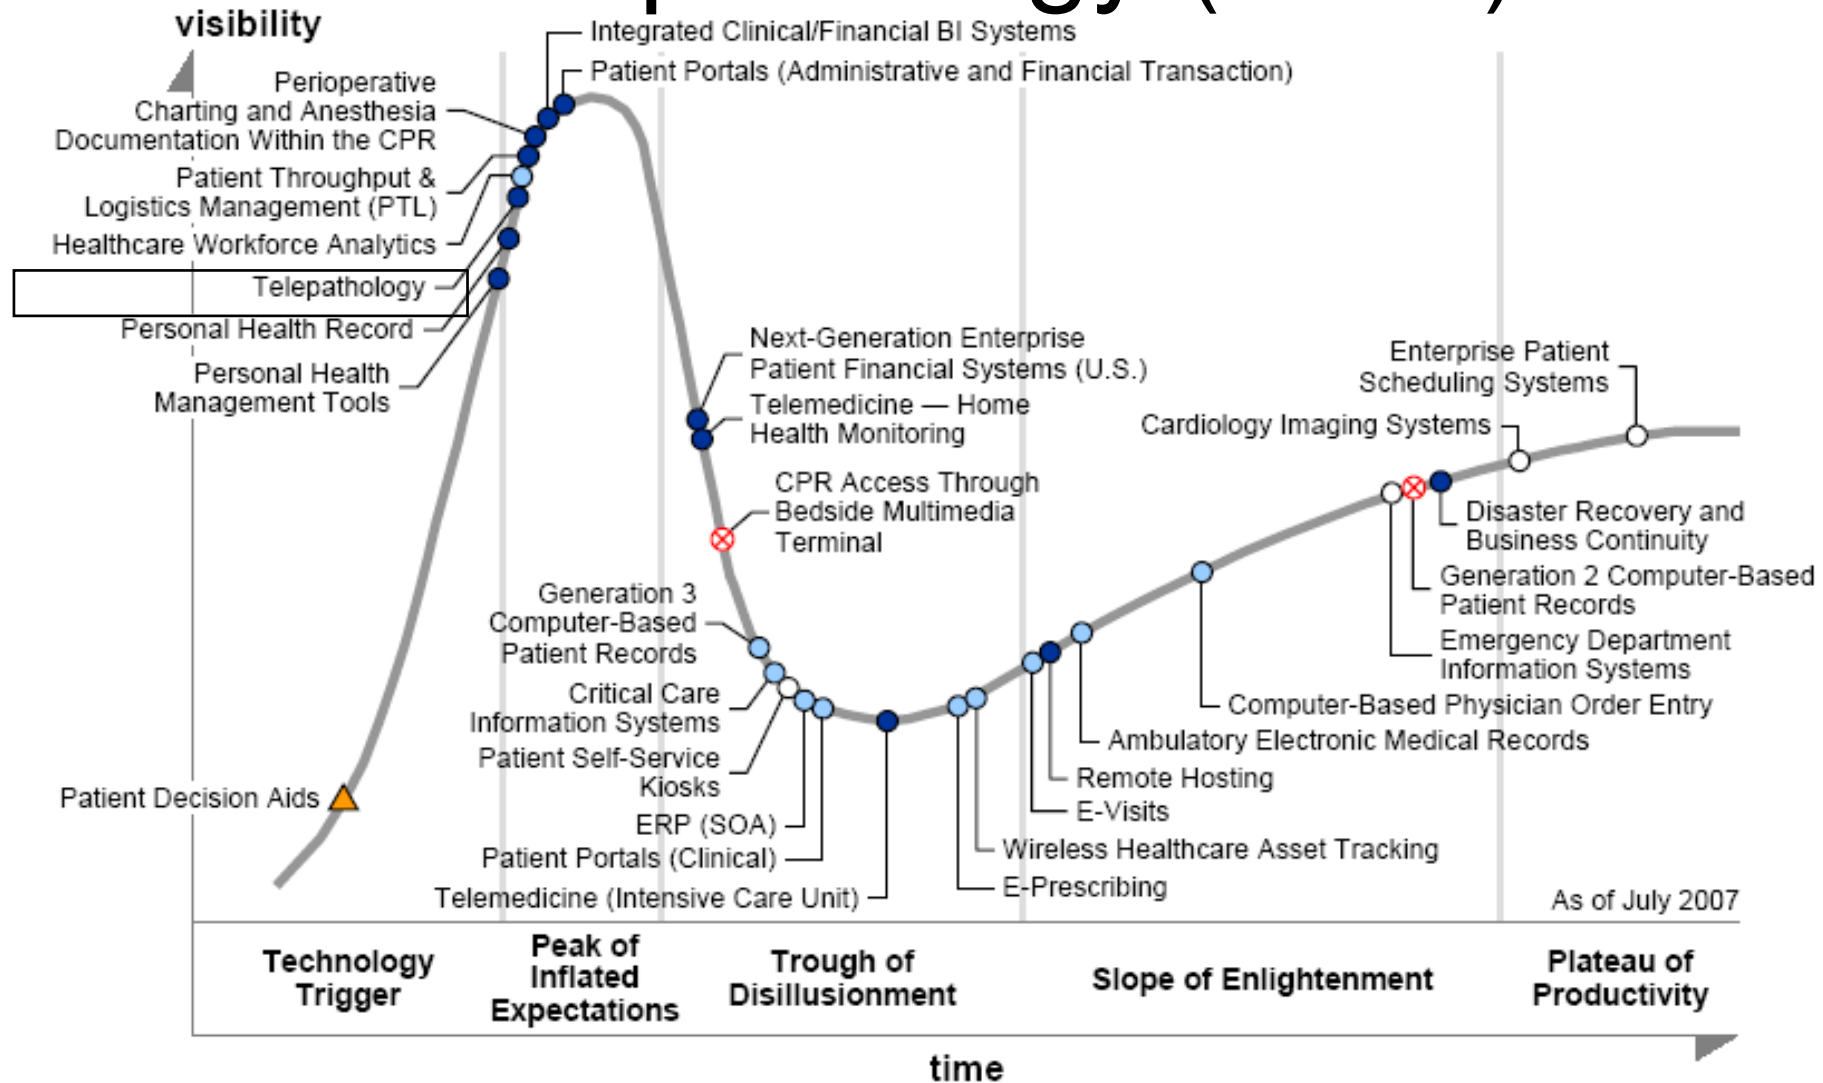 visibility
Integrated Clinical/Financial BI Systems
Patient Portals (Administrative and Financial Transaction)
Perioperative
Charting and Anesthesia
Documentation Within the CPR
Patient Throughput &
Logistics Management (PTL)
Healthcare Workforce Analytics
Telepathology
Personal Health Record
Personal Health
Management Tools
Next-Generation Enterprise
Patient Financial Systems (U.S.)
Telemedicine — Home
Health Monitoring
CPR Access Through
Bedside Multimedia
Terminal
Enterprise Patient
Scheduling Systems
Cardiology Imaging Systems
Disaster Recovery and
Business Continuity
Generation 2 Computer-Based
Patient Records
Emergency Department
Information Systems
Computer-Based Physician Order Entry
Ambulatory Electronic Medical Records
Remote Hosting
E-Visits
Wireless Healthcare Asset Tracking
E-Prescribing
Generation 3
Computer-Based
Patient Records
Critical Care
Information Systems
Patient Self-Service
Kiosks
ERP (SOA)
Patient Portals (Clinical)
Telemedicine (Intensive Care Unit)
Patient Decision Aids
As of July 2007
Technology
Trigger
Peak of
Inflated
Expectations
Trough of
Disillusionment
Slope of Enlightenment
Plateau of
Productivity
time